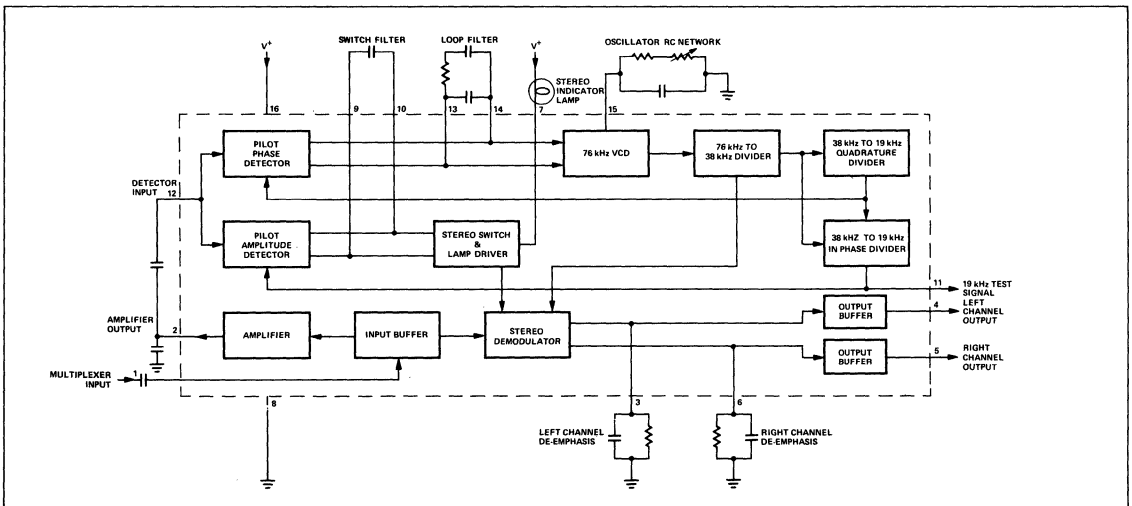 V+
SWITCH FILTER
LOOP FILTER
V+
OSCILLATOR RC NETWORK
STEREO
INDICATOR
LAMP
16
9
10
13
14
7
15
PILOT
PHASE
DETECTOR
76 kHz VCD
76 kHz TO
38 kHz DIVIDER
38 kHz TO 19 kHz
QUADRATURE
DIVIDER
DETECTOR
INPUT
12
PILOT
AMPLITUDE
DETECTOR
STEREO SWITCH
&
LAMP DRIVER
38 kHZ TO 19 kHz
IN PHASE DIVIDER
11
19 kHz TEST
SIGNAL
AMPLIFIER
OUTPUT
2
AMPLIFIER
INPUT BUFFER
STEREO
DEMODULATOR
OUTPUT
BUFFER
4
LEFT
CHANNEL
OUTPUT
OUTPUT
BUFFER
5
RIGHT
CHANNEL
OUTPUT
MULTIPLEXER
INPUT
1
8
3
6
LEFT CHANNEL
DE-EMPHASIS
RIGHT CHANNEL
DE-EMPHASIS